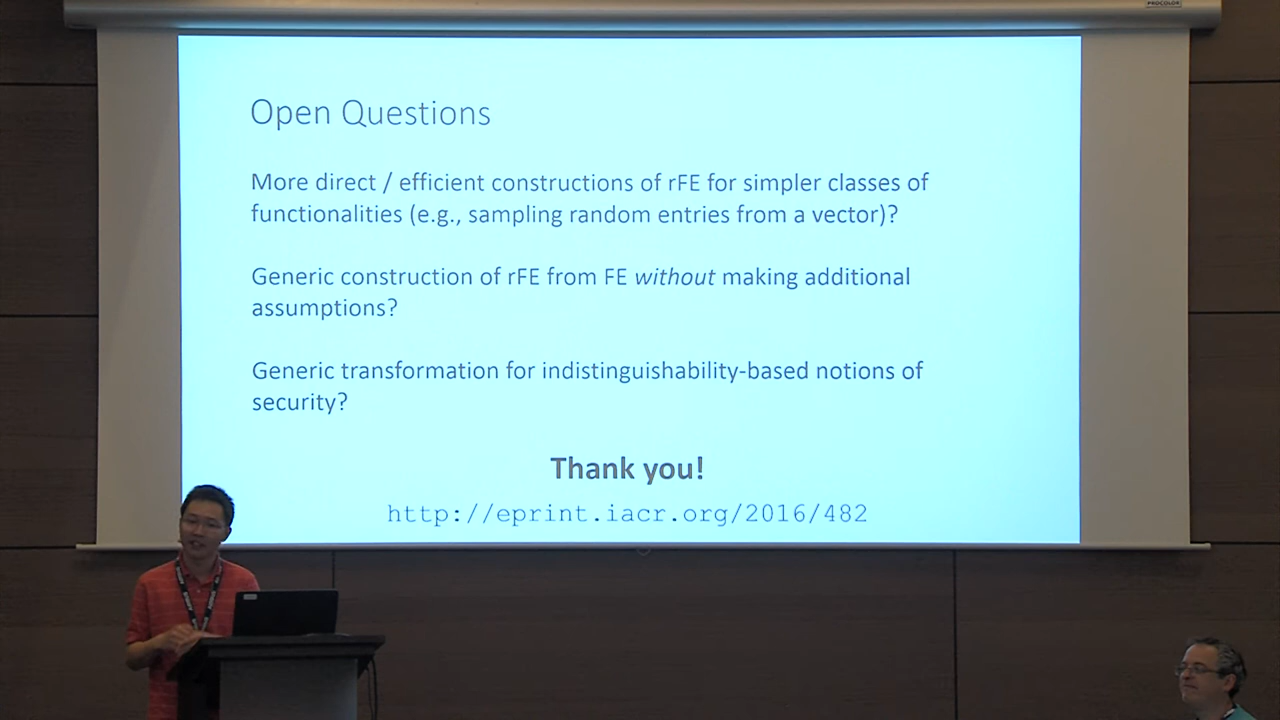 PROCOLOR
Open Questions
More direct / efficient constructions of rFE for simpler classes of
functionalities (e.g., sampling random entries from a vector)?
Generic construction of rFE from FE without making additional
assumptions?
Generic transformation for indistinguishability-based notions of
security?
Thank you!
http://eprint.iacr.org/2016/482